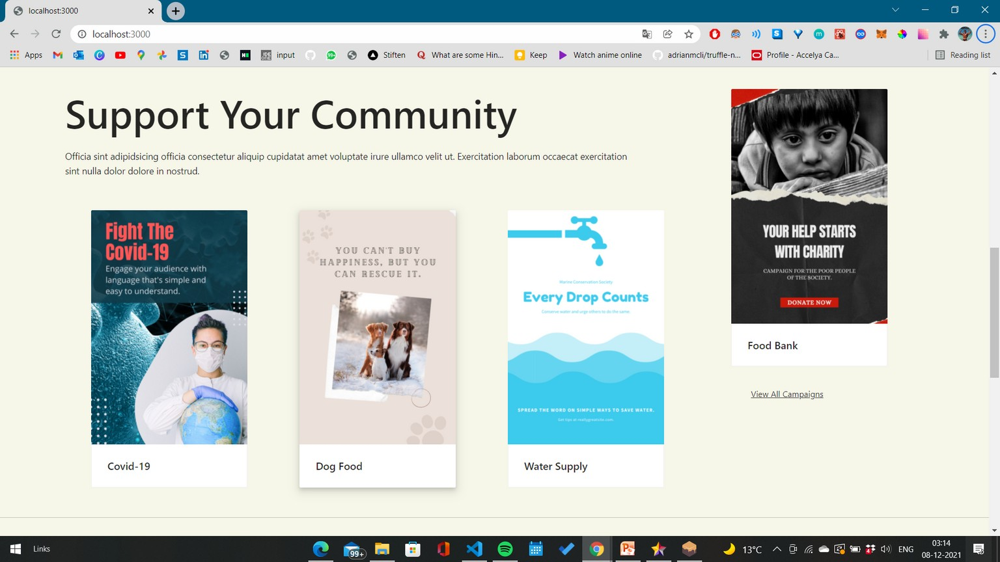 localhost:3000
localhost:3000
Apps
input
99+
Stiften
What are some Hin...
Keep
Watch anime online
adrianmcli/truffle-n...
Profile - Accelya Ca...
Reading list
Support Your Community
Officia sint adipidsicing officia consectetur aliquip cupidatat amet voluptate irure ullamco velit ut. Exercitation laborum occaecat exercitation
sint nulla dolor dolore in nostrud.
Fight The
Covid-19
Engage your audience with
language that's simple and
easy to understand.
Covid-19
YOU CAN'T BUY
HAPPINESS, BUT YOU
CAN RESCUE IT.
Dog Food
Marine Conservation Society
Every Drop Counts
Conserve water and urge others to do the same.
SPREAD THE WORD ON SIMPLE WAYS TO SAVE WATER.
Get tips at reallygreatsite.com.
Water Supply
YOUR HELP STARTS
WITH CHARITY
CAMPAIGN FOR THE POOR PEOPLE
OF THE SOCIETY.
DONATE NOW
Food Bank
View All Campaigns
Links
99+
13°C
ENG
03:14
08-12-2021